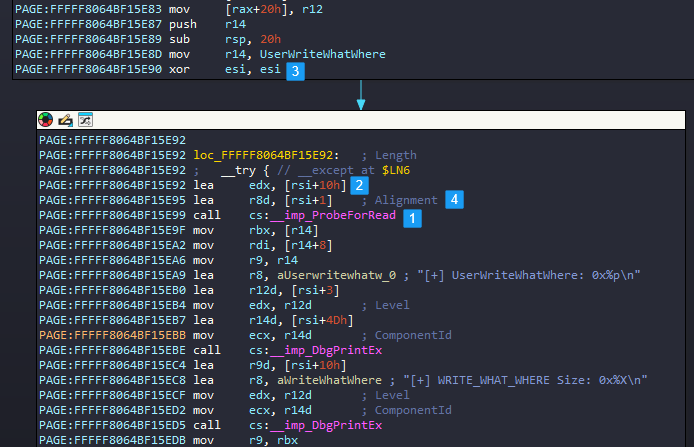 PAGE:FFFFF8064BF15E83 mov [rax+20h], r12
PAGE:FFFFF8064BF15E87 push r14
PAGE:FFFFF8064BF15E89 sub rsp, 20h
PAGE:FFFFF8064BF15E8D mov r14, UserWriteWhatWhere
PAGE:FFFFF8064BF15E90 xor esi, esi 3
PAGE:FFFFF8064BF15E92
PAGE:FFFFF8064BF15E92 loc_FFFFF8064BF15E92: ; Length
PAGE:FFFFF8064BF15E92 ; __try { // __except at $LN6
PAGE:FFFFF8064BF15E92 lea edx, [rsi+10h] 2
PAGE:FFFFF8064BF15E95 lea r8d, [rsi+1] ; Alignment 4
PAGE:FFFFF8064BF15E99 call cs:__imp_ProbeForRead 1
PAGE:FFFFF8064BF15E9F mov rbx, [r14]
PAGE:FFFFF8064BF15EA2 mov rdi, [r14+8]
PAGE:FFFFF8064BF15EA6 mov r9, r14
PAGE:FFFFF8064BF15EA9 lea r8, aUserwritewhatw_0 ; "[+] UserWriteWhatWhere: 0x%p\n"
PAGE:FFFFF8064BF15EB0 lea r12d, [rsi+3]
PAGE:FFFFF8064BF15EB4 mov edx, r12d ; Level
PAGE:FFFFF8064BF15EB7 lea r14d, [rsi+4Dh]
PAGE:FFFFF8064BF15EBB mov ecx, r14d ; ComponentId
PAGE:FFFFF8064BF15EBE call cs:__imp_DbgPrintEx
PAGE:FFFFF8064BF15EC4 lea r9d, [rsi+10h]
PAGE:FFFFF8064BF15EC8 lea r8, aWriteWhatWhere ; "[+] WRITE_WHAT_WHERE Size: 0x%X\n"
PAGE:FFFFF8064BF15ECF mov edx, r12d ; Level
PAGE:FFFFF8064BF15ED2 mov ecx, r14d ; ComponentId
PAGE:FFFFF8064BF15ED5 call cs:__imp_DbgPrintEx
PAGE:FFFFF8064BF15EDB mov r9, rbx